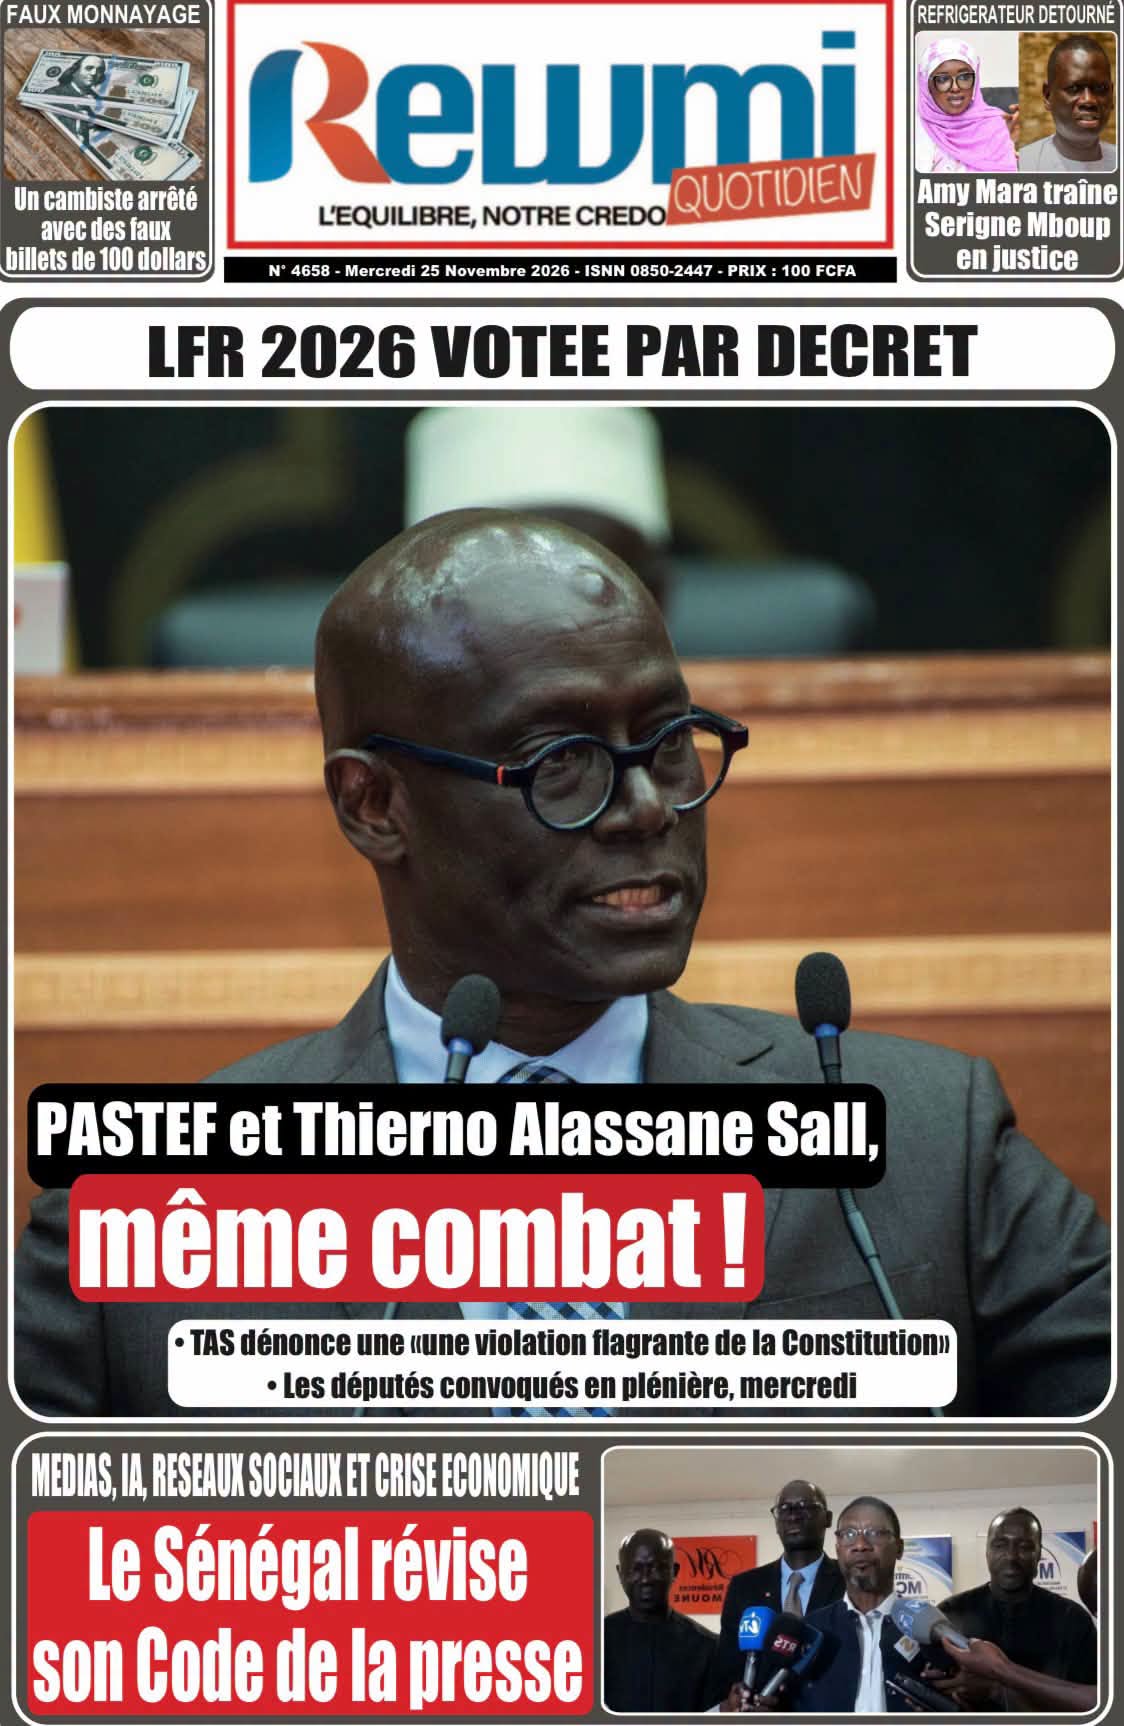 FAUX MONNAYAGE
Un cambiste arrêté
avec des faux
billets de 100 dollars
Rewmi
QUOTIDIEN
L'EQUILIBRE, NOTRE CREDO
N° 4658 - Mercredi 25 Novembre 2026 - ISNN 0850-2447 - PRIX : 100 FCFA
REFRIGERATEUR DETOURNÉ
Amy Mara traîne
Serigne Mboup
en justice
LFR 2026 VOTEE PAR DECRET
PASTEF et Thierno Alassane Sall,
même combat !
• TAS dénonce une «une violation flagrante de la Constitution»
• Les députés convoqués en plénière, mercredi
MEDIAS, IA, RESEAUX SOCIAUX ET CRISE ECONOMIQUE
Le Sénégal révise
son Code de la presse